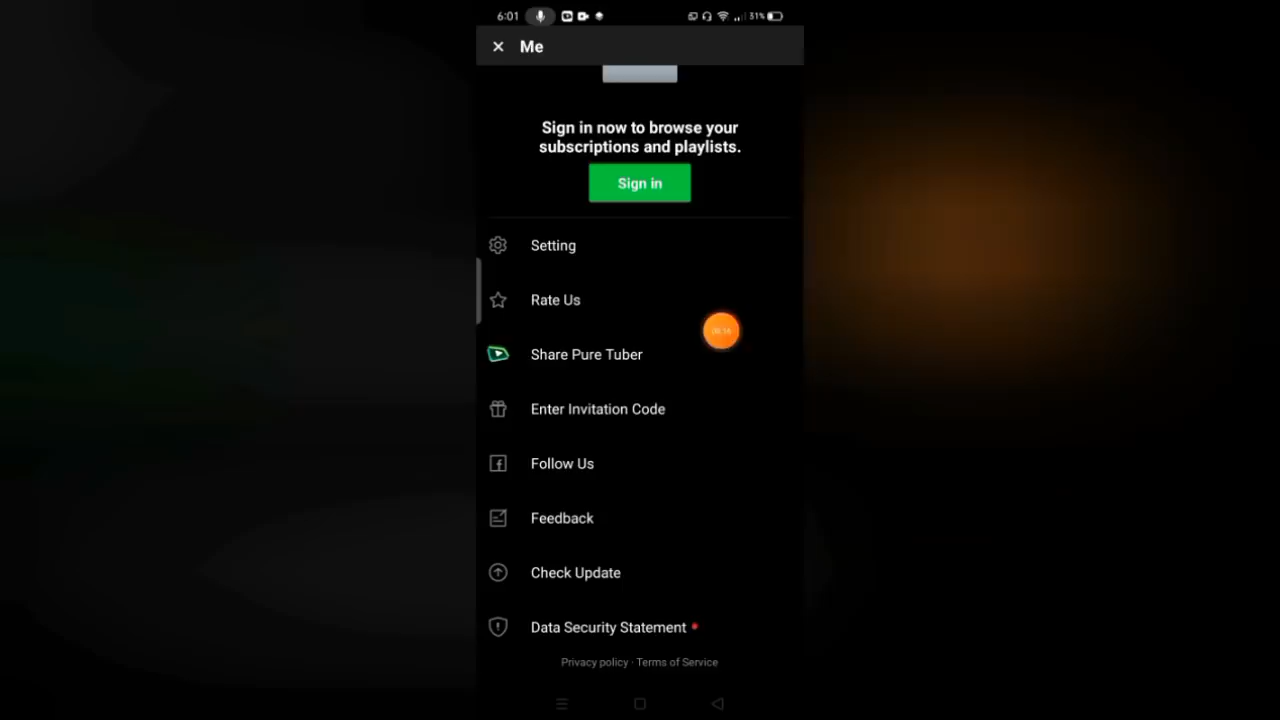 6:01
31%
Me
Sign in now to browse your
subscriptions and playlists.
Sign in
Setting
Rate Us
Share Pure Tuber
Enter Invitation Code
Follow Us
Feedback
Check Update
Data Security Statement
Privacy policy · Terms of Service